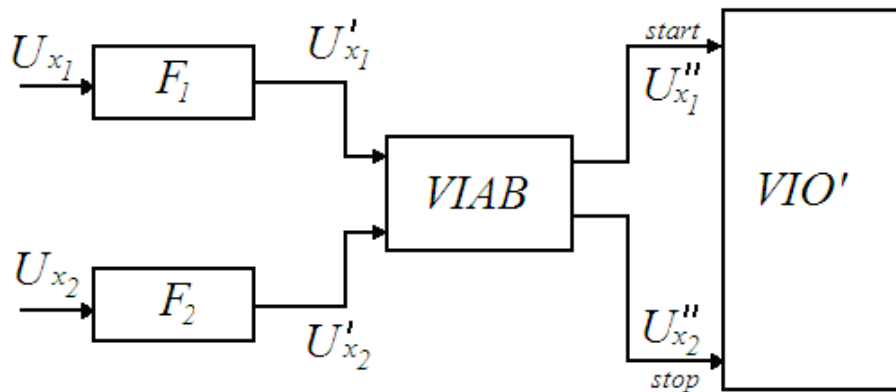 U_{x_1}
F_1
U'_{x_1}
start
U''_{x_1}
VIAB
VIO'
U_{x_2}
F_2
U'_{x_2}
U''_{x_2}
stop